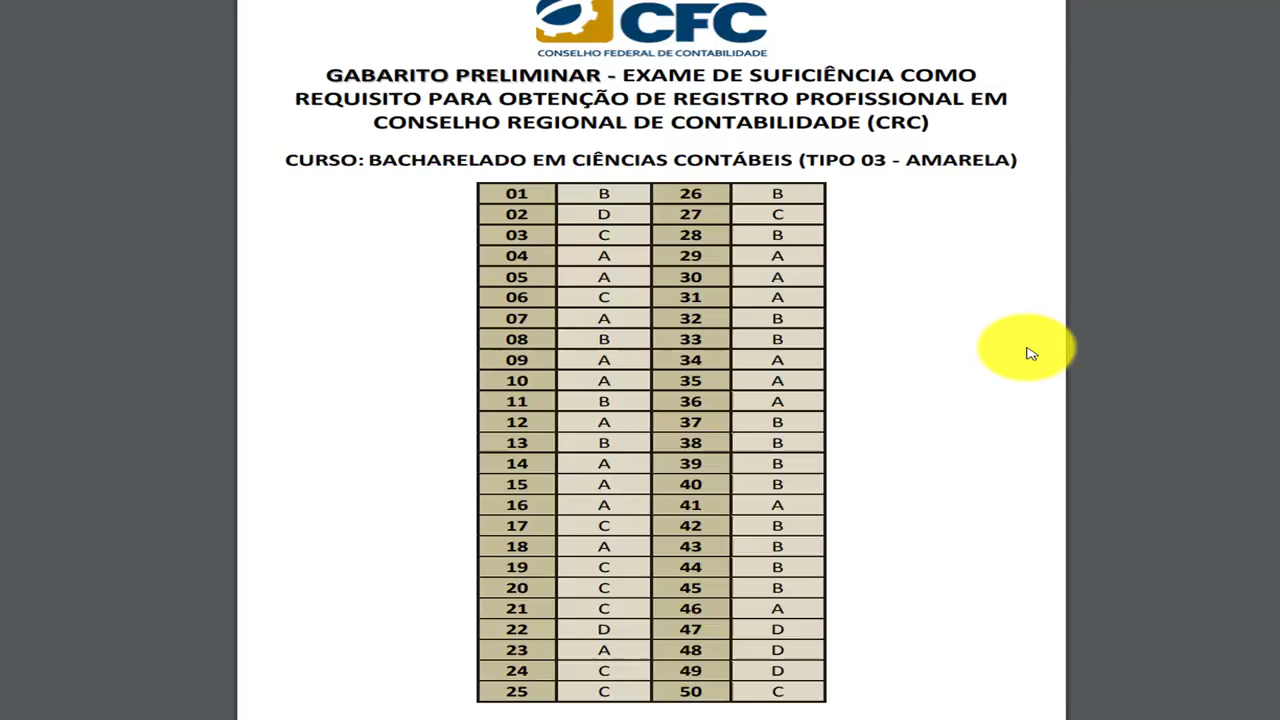 CFC
CONSELHO FEDERAL DE CONTABILIDADE
GABARITO PRELIMINAR - EXAME DE SUFICIÊNCIA COMO
REQUISITO PARA OBTENÇÃO DE REGISTRO PROFISSIONAL EM
CONSELHO REGIONAL DE CONTABILIDADE (CRC)
CURSO: BACHARELADO EM CIÊNCIAS CONTÁBEIS (TIPO 03 - AMARELA)
01 B 26 B
02 D 27 C
03 C 28 B
04 A 29 A
05 A 30 A
06 C 31 A
07 A 32 B
08 B 33 B
09 A 34 A
10 A 35 A
11 B 36 A
12 A 37 B
13 B 38 B
14 A 39 B
15 A 40 B
16 A 41 A
17 C 42 B
18 A 43 B
19 C 44 B
20 C 45 B
21 C 46 A
22 D 47 D
23 A 48 D
24 C 49 D
25 C 50 C